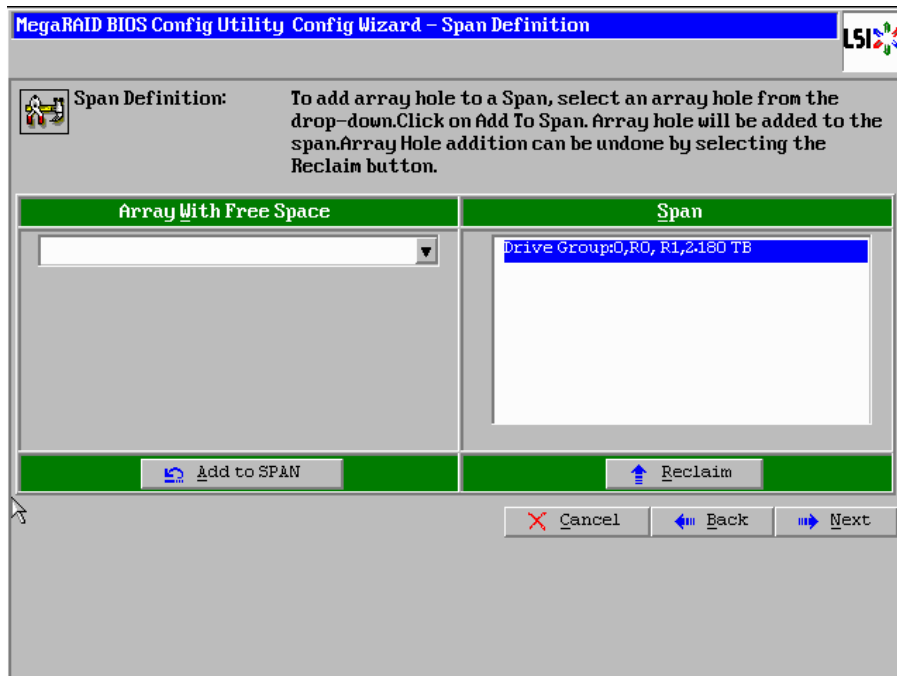 MegaRAID BIOS Config Utility Config Wizard - Span Definition
LSI
Span Definition:
To add array hole to a Span, select an array hole from the
drop-down.Click on Add To Span. Array hole will be added to the
span.Array Hole addition can be undone by selecting the
Reclaim button.
Array With Free Space
Span
Drive Group:0,R0, R1,2.180 TB
Add to SPAN
Reclaim
Cancel
Back
Next